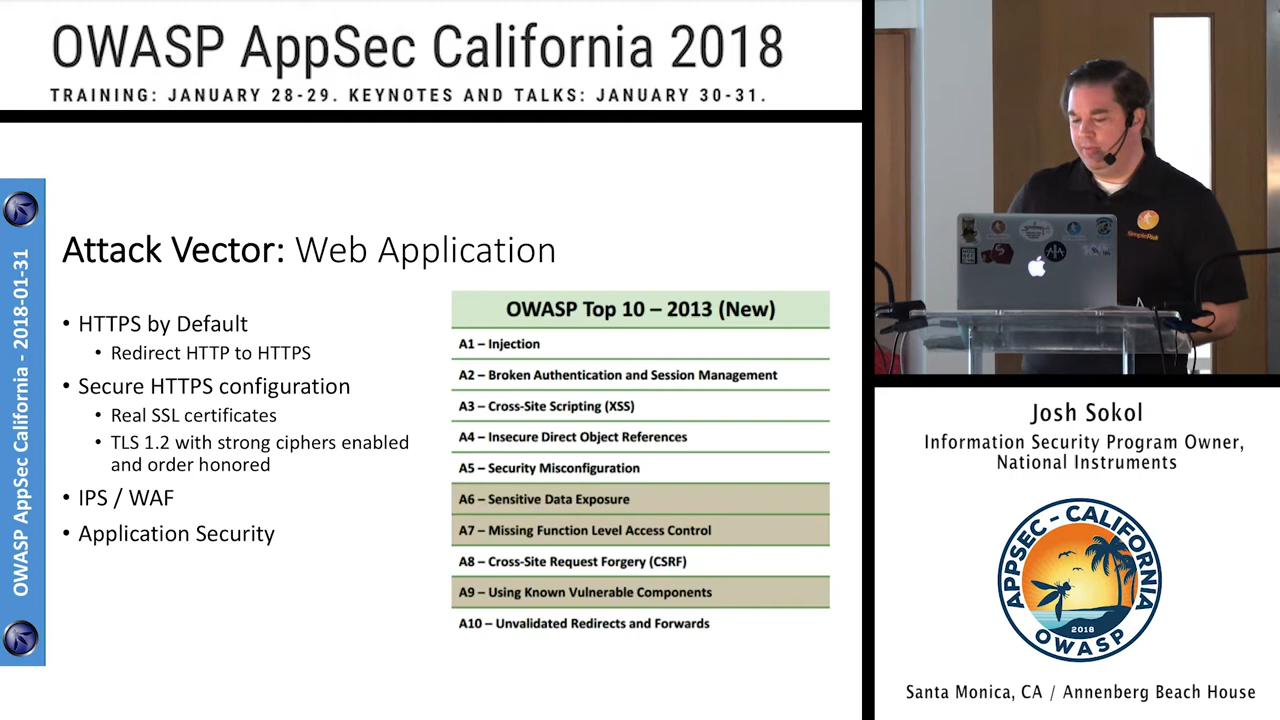 OWASP AppSec California 2018
TRAINING: JANUARY 28-29. KEYNOTES AND TALKS: JANUARY 30-31.
OWASP AppSec California - 2018-01-31
Attack Vector: Web Application
• HTTPS by Default
• Redirect HTTP to HTTPS
• Secure HTTPS configuration
• Real SSL certificates
• TLS 1.2 with strong ciphers enabled
and order honored
• IPS / WAF
• Application Security
OWASP Top 10 – 2013 (New)
A1 – Injection
A2 – Broken Authentication and Session Management
A3 – Cross-Site Scripting (XSS)
A4 – Insecure Direct Object References
A5 – Security Misconfiguration
A6 – Sensitive Data Exposure
A7 – Missing Function Level Access Control
A8 – Cross-Site Request Forgery (CSRF)
A9 – Using Known Vulnerable Components
A10 – Unvalidated Redirects and Forwards
SimpleRisk
Josh Sokol
Information Security Program Owner,
National Instruments
APPSEC - CALIFORNIA
2018
OWASP
Santa Monica, CA / Annenberg Beach House